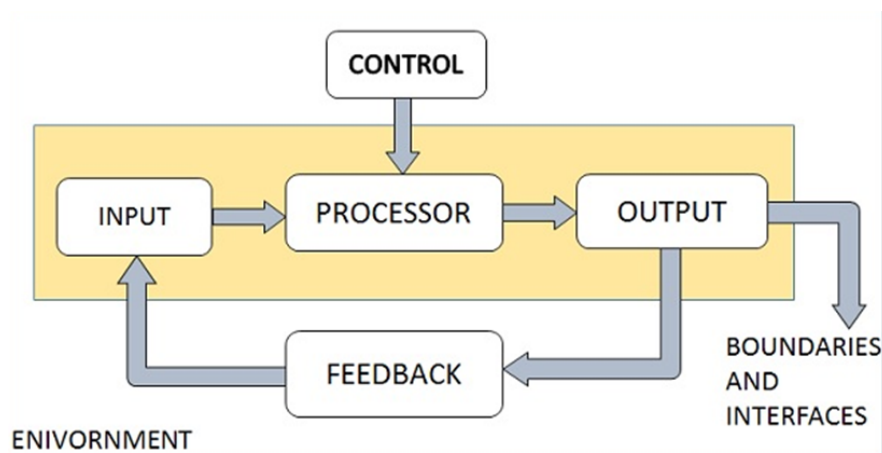 CONTROL
INPUT
PROCESSOR
OUTPUT
FEEDBACK
BOUNDARIES
AND
INTERFACES
ENIVORNMENT